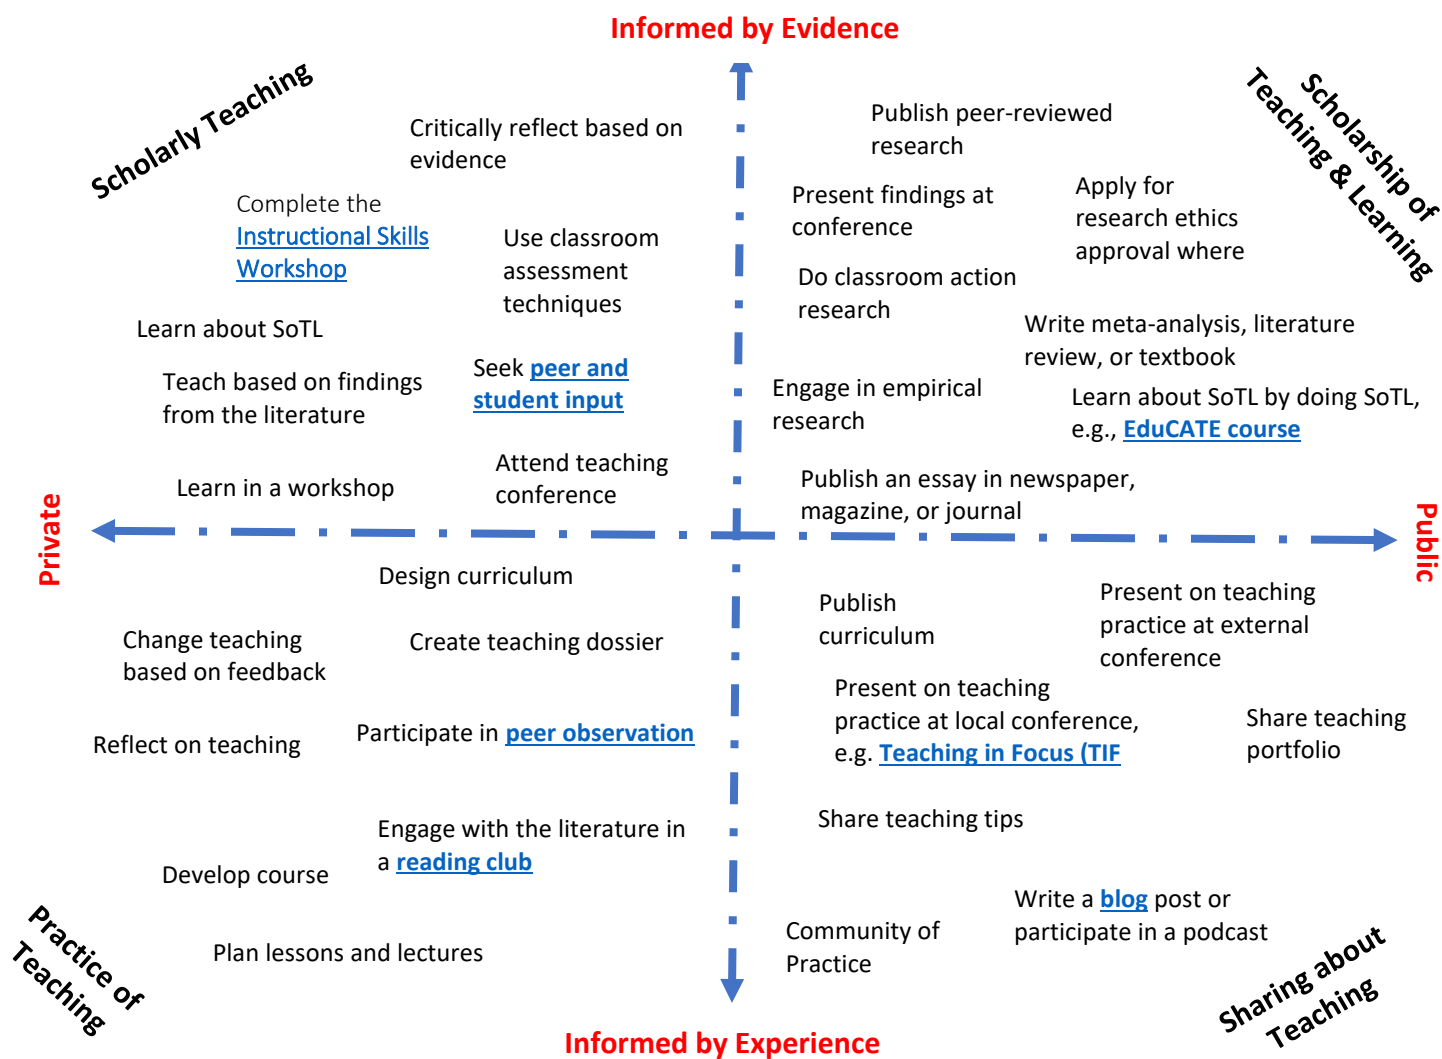 Informed by Evidence
Scholarly Teaching
Critically reflect based on
evidence
Complete the
Instructional Skills
Workshop
Use classroom
assessment
techniques
Learn about SoTL
Teach based on findings
from the literature
Seek peer and
student input
Learn in a workshop
Attend teaching
conference
Scholarship of
Teaching & Learning
Publish peer-reviewed
research
Present findings at
conference
Apply for
research ethics
approval where
Do classroom action
research
Write meta-analysis, literature
review, or textbook
Engage in empirical
research
Learn about SoTL by doing SoTL,
e.g., EduCATE course
Publish an essay in newspaper,
magazine, or journal
Private
Public
Design curriculum
Change teaching
based on feedback
Create teaching dossier
Reflect on teaching
Participate in peer observation
Engage with the literature in
a reading club
Develop course
Plan lessons and lectures
Practice of
Teaching
Publish
curriculum
Present on teaching
practice at external
conference
Present on teaching
practice at local conference,
e.g. Teaching in Focus (TIF
Share teaching
portfolio
Share teaching tips
Write a blog post or
participate in a podcast
Community of
Practice
Sharing about
Teaching
Informed by Experience